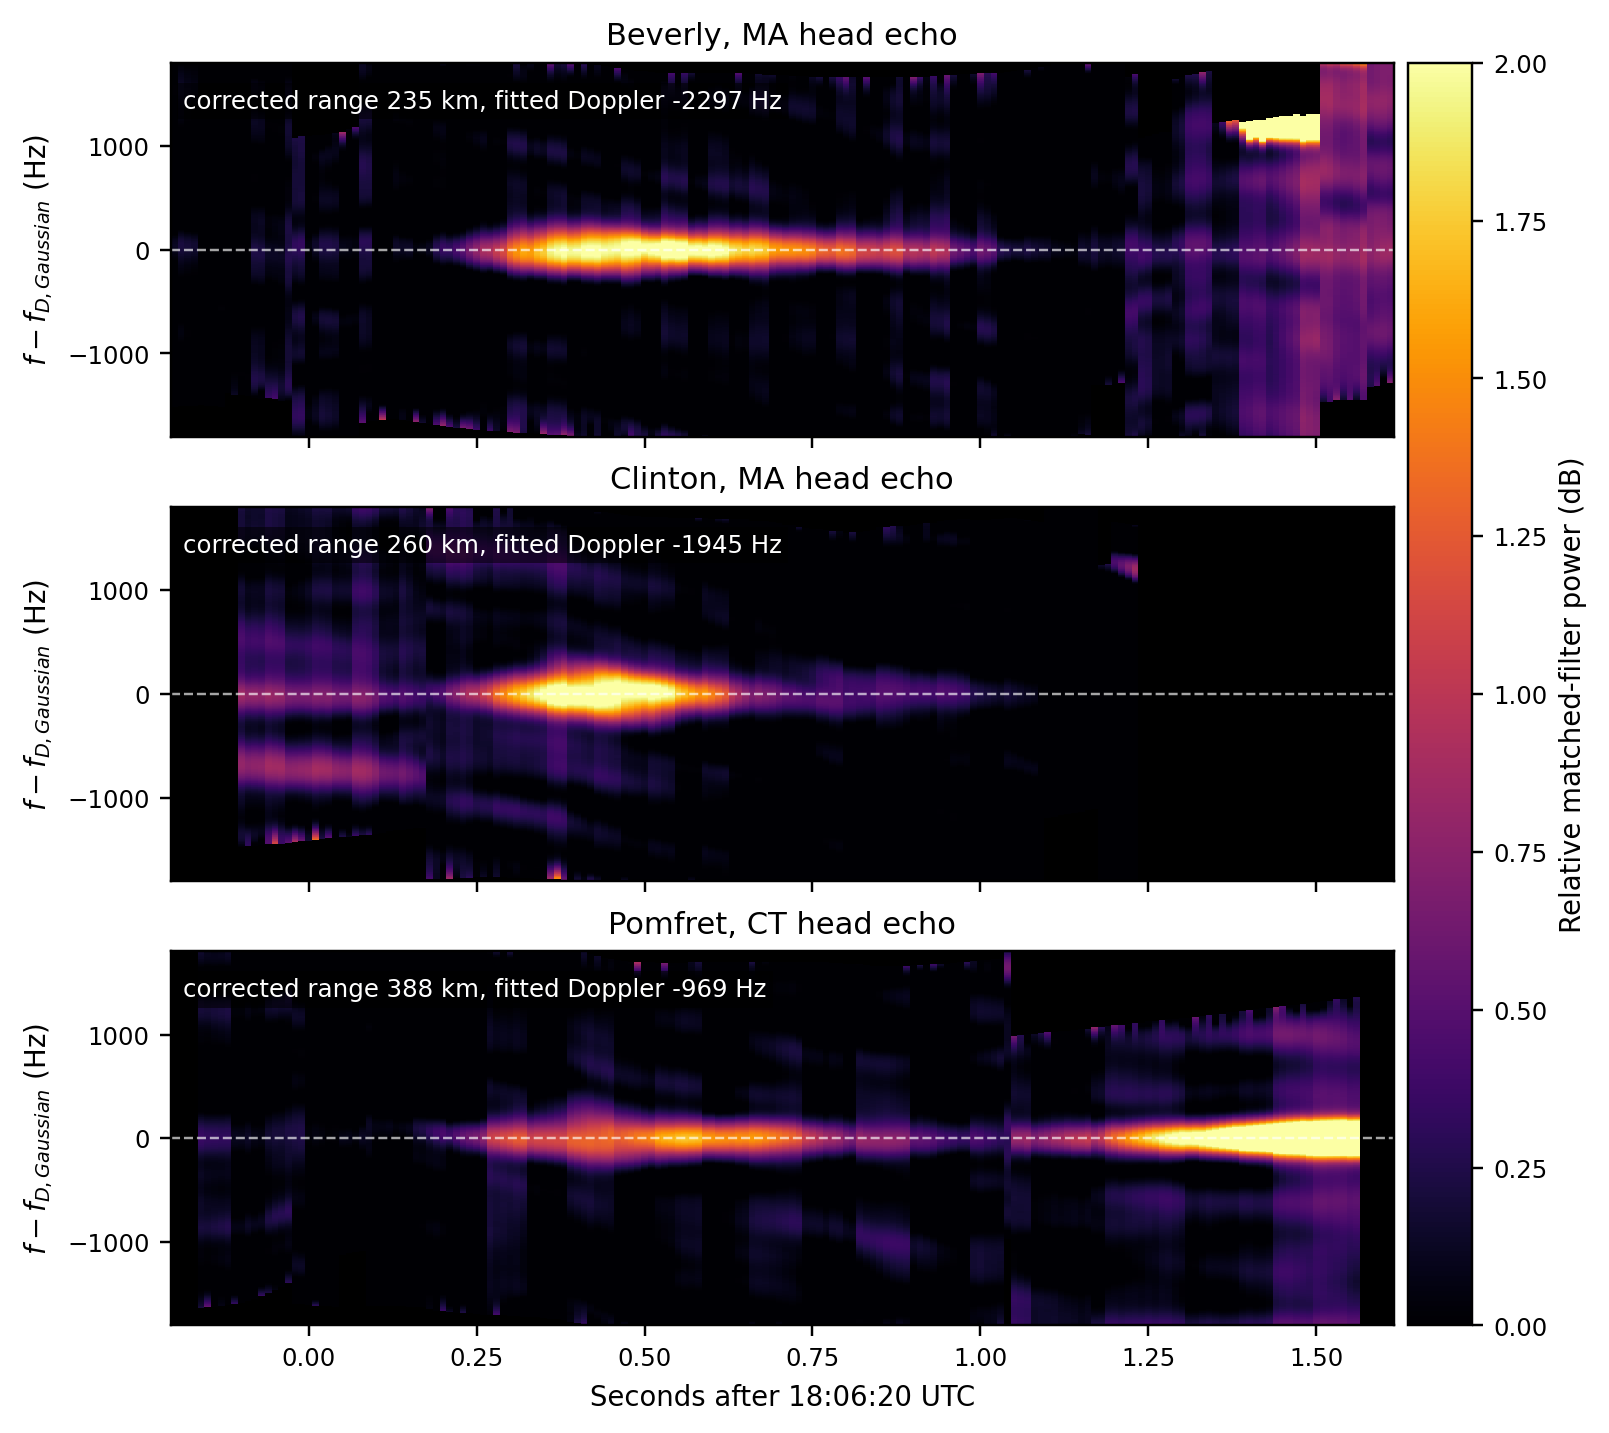 Beverly, MA head echo
corrected range 235 km, fitted Doppler -2297 Hz
f − f_{D, Gaussian} (Hz)
1000
0
−1000
Clinton, MA head echo
corrected range 260 km, fitted Doppler -1945 Hz
f − f_{D, Gaussian} (Hz)
1000
0
−1000
Pomfret, CT head echo
corrected range 388 km, fitted Doppler -969 Hz
f − f_{D, Gaussian} (Hz)
1000
0
−1000
0.00 0.25 0.50 0.75 1.00 1.25 1.50
Seconds after 18:06:20 UTC
2.00
1.75
1.50
1.25
1.00
0.75
0.50
0.25
0.00
Relative matched-filter power (dB)